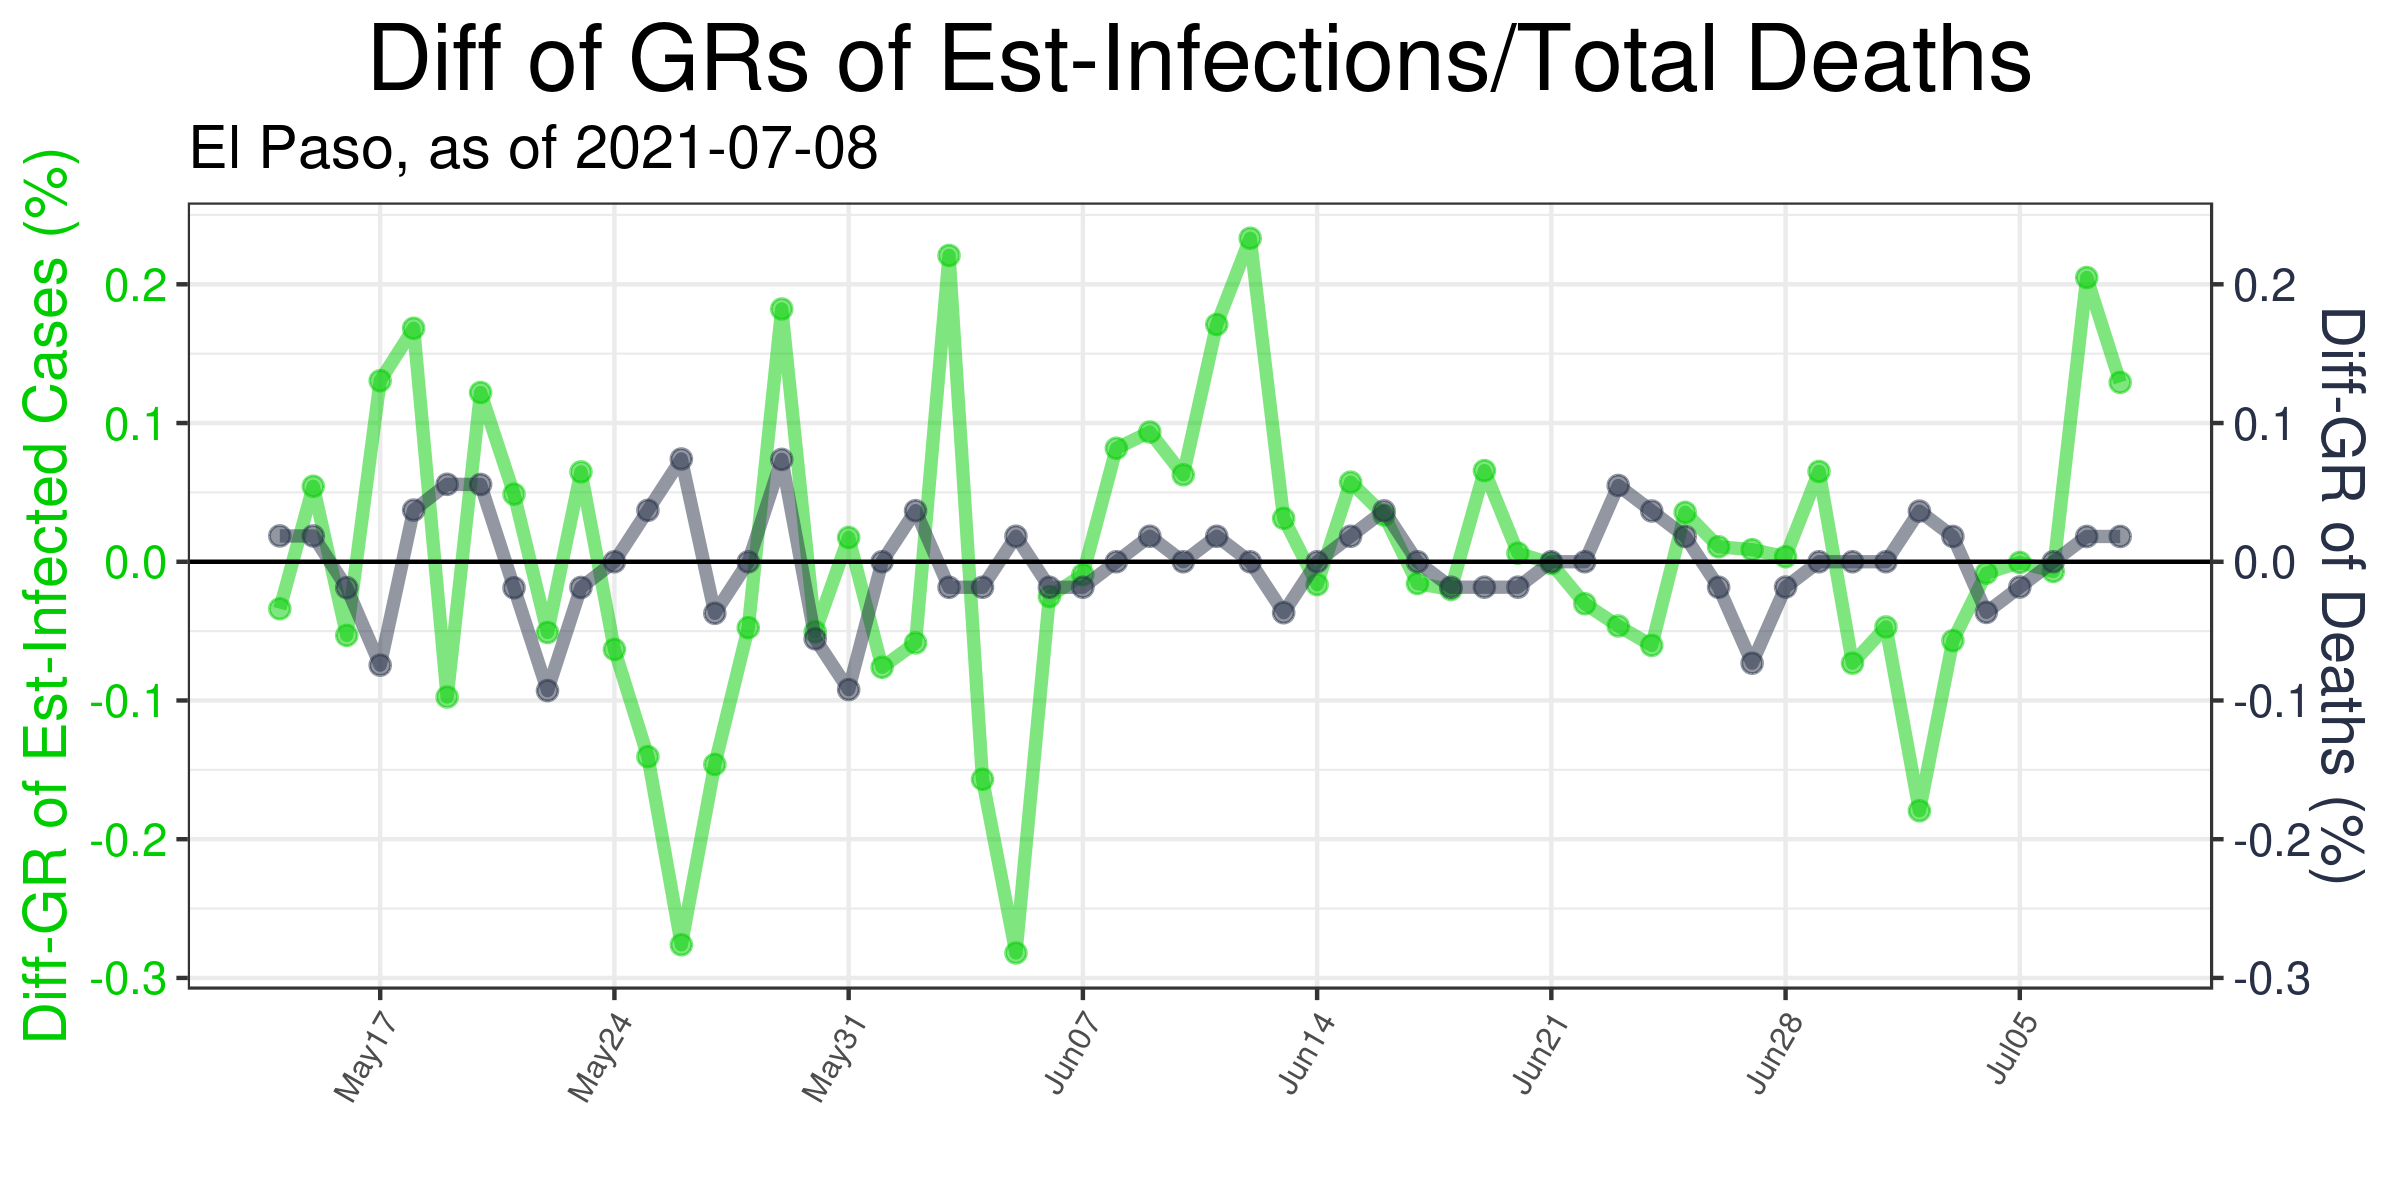 Diff of GRs of Est-Infections/Total Deaths
El Paso, as of 2021-07-08
Diff-GR of Est-Infected Cases (%)
0.2
0.1
0.0
-0.1
-0.2
-0.3
0.2
0.1
0.0
-0.1
-0.2
-0.3
Diff-GR of Deaths (%)
May17
May24
May31
Jun07
Jun14
Jun21
Jun28
Jul05